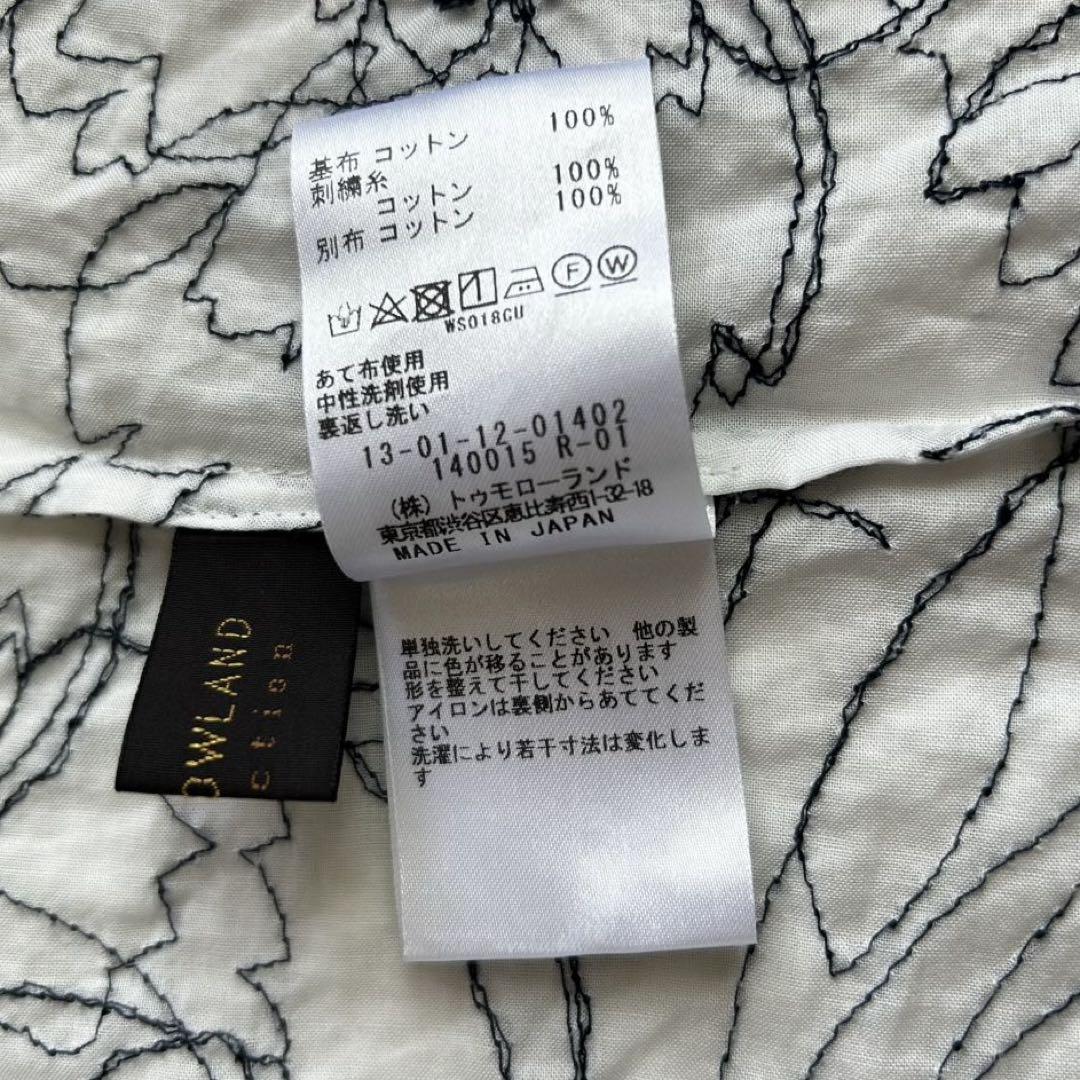 基布 コットン 100%
刺繍糸
コットン 100%
別布 コットン 100%
F W
WS018CU
あて布使用
中性洗剤使用
裏返し洗い
13-01-12-01402
140015 R-01
(株) トゥモローランド
東京都渋谷区恵比寿西1-32-18
MADE IN JAPAN
単独洗いしてください 他の製
品に色が移ることがあります
形を整えて干してください
アイロンは裏側からあててくだ
さい
洗濯により若干寸法は変化しま
す
OWLAND
ction